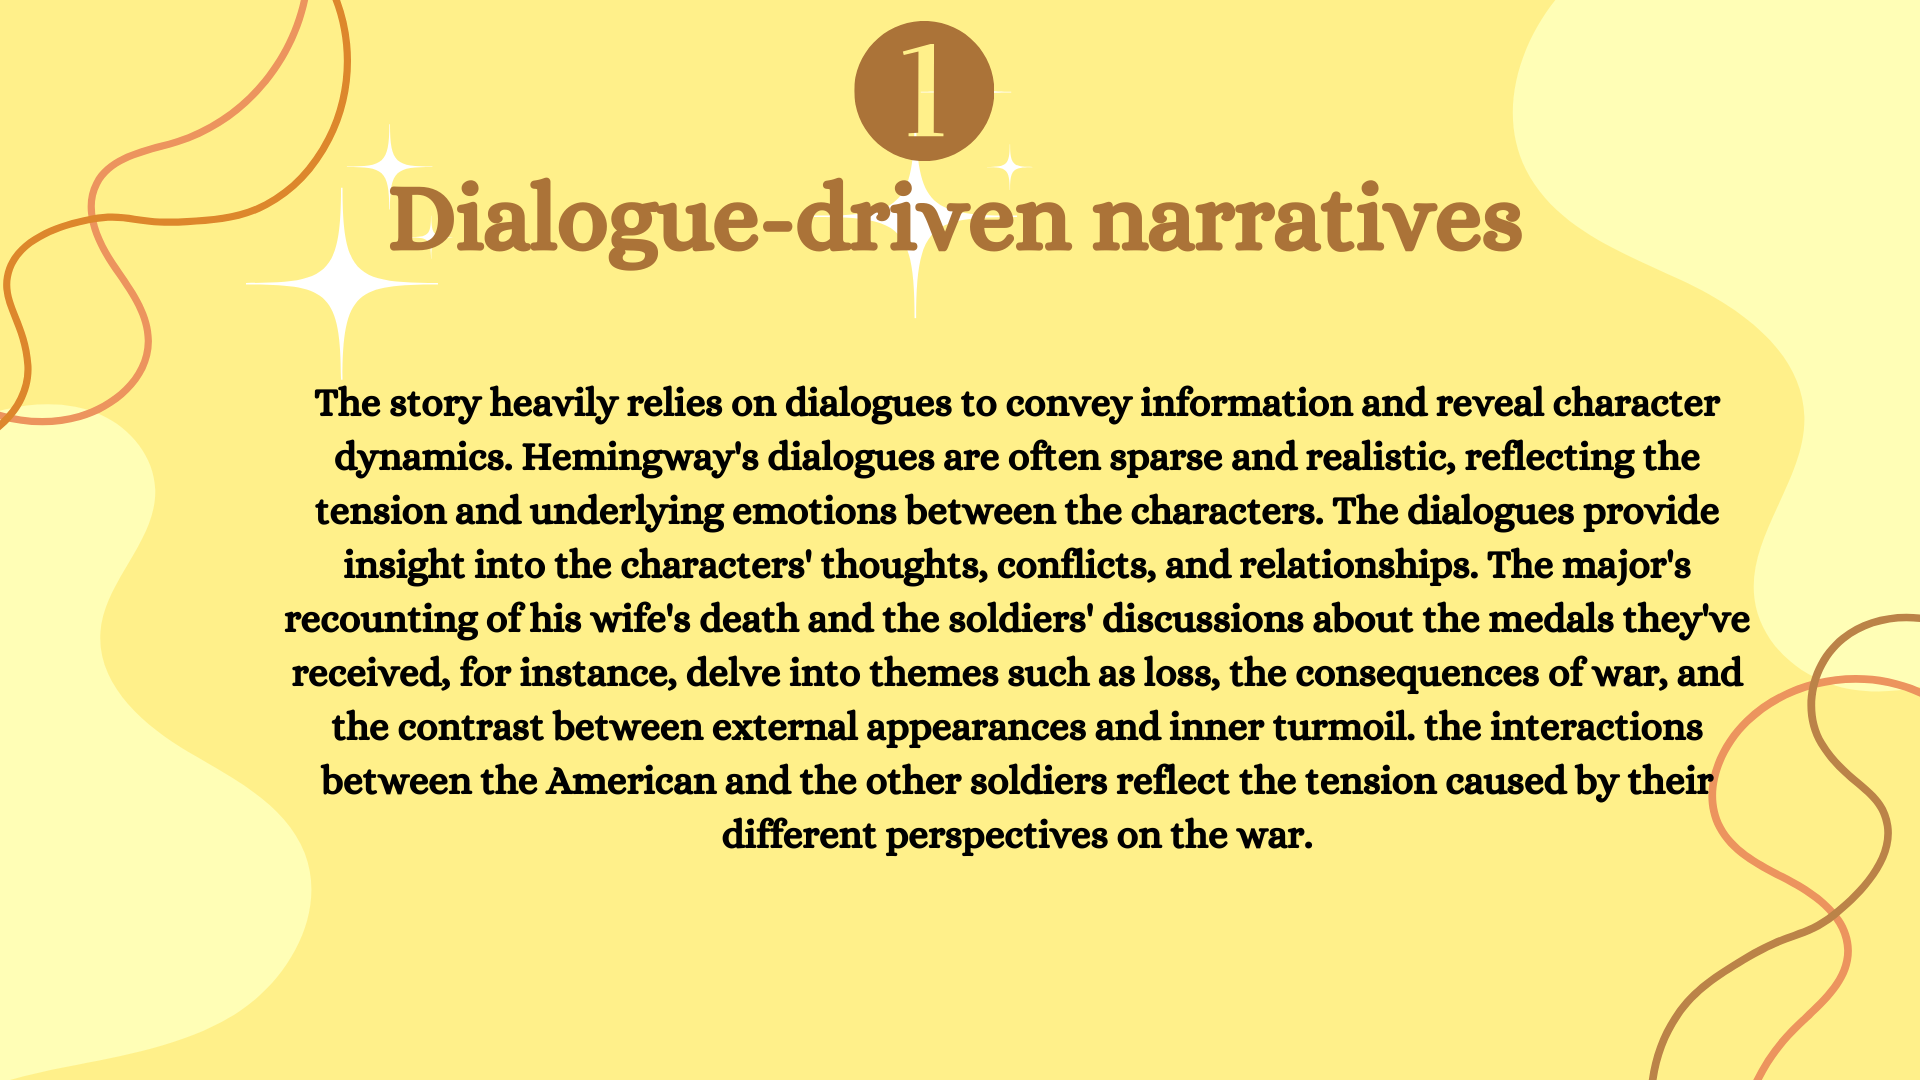 1
Dialogue-driven narratives
The story heavily relies on dialogues to convey information and reveal character
dynamics. Hemingway's dialogues are often sparse and realistic, reflecting the
tension and underlying emotions between the characters. The dialogues provide
insight into the characters' thoughts, conflicts, and relationships. The major's
recounting of his wife's death and the soldiers' discussions about the medals they've
received, for instance, delve into themes such as loss, the consequences of war, and
the contrast between external appearances and inner turmoil. the interactions
between the American and the other soldiers reflect the tension caused by their
different perspectives on the war.